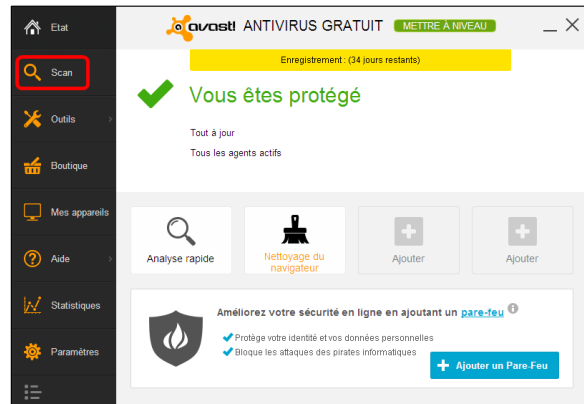 Etat
avast! ANTIVIRUS GRATUIT METTRE À NIVEAU
Enregistrement : (34 jours restants)
Scan
Vous êtes protégé
Outils
Tout à jour
Tous les agents actifs
Boutique
Mes appareils
Aide
Statistiques
Paramètres
Analyse rapide
Nettoyage du
navigateur
Ajouter
Ajouter
Améliorez votre sécurité en ligne en ajoutant un pare-feu
Protège votre identité et vos données personnelles
Bloque les attaques des pirates informatiques
Ajouter un Pare-Feu